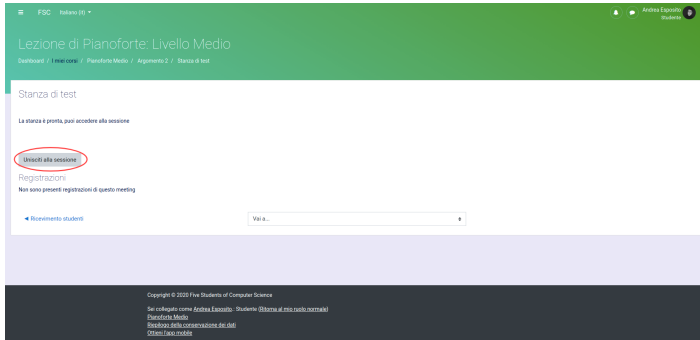 FSC Italiano (it)
Andrea Esposito
Studente
Lezione di Pianoforte: Livello Medio
Dashboard / I miei corsi / Pianoforte Medio / Argomento 2 / Stanza di test
Stanza di test
La stanza è pronta, puoi accedere alla sessione
Unisciti alla sessione
Registrazioni
Non sono presenti registrazioni di questo meeting
◄ Ricevimento studenti
Vai a...
Copyright © 2020 Five Students of Computer Science
Sei collegato come Andrea Esposito.: Studente (Ritorna al mio ruolo normale)
Pianoforte Medio
Riepilogo della conservazione dei dati
Ottieni l'app mobile